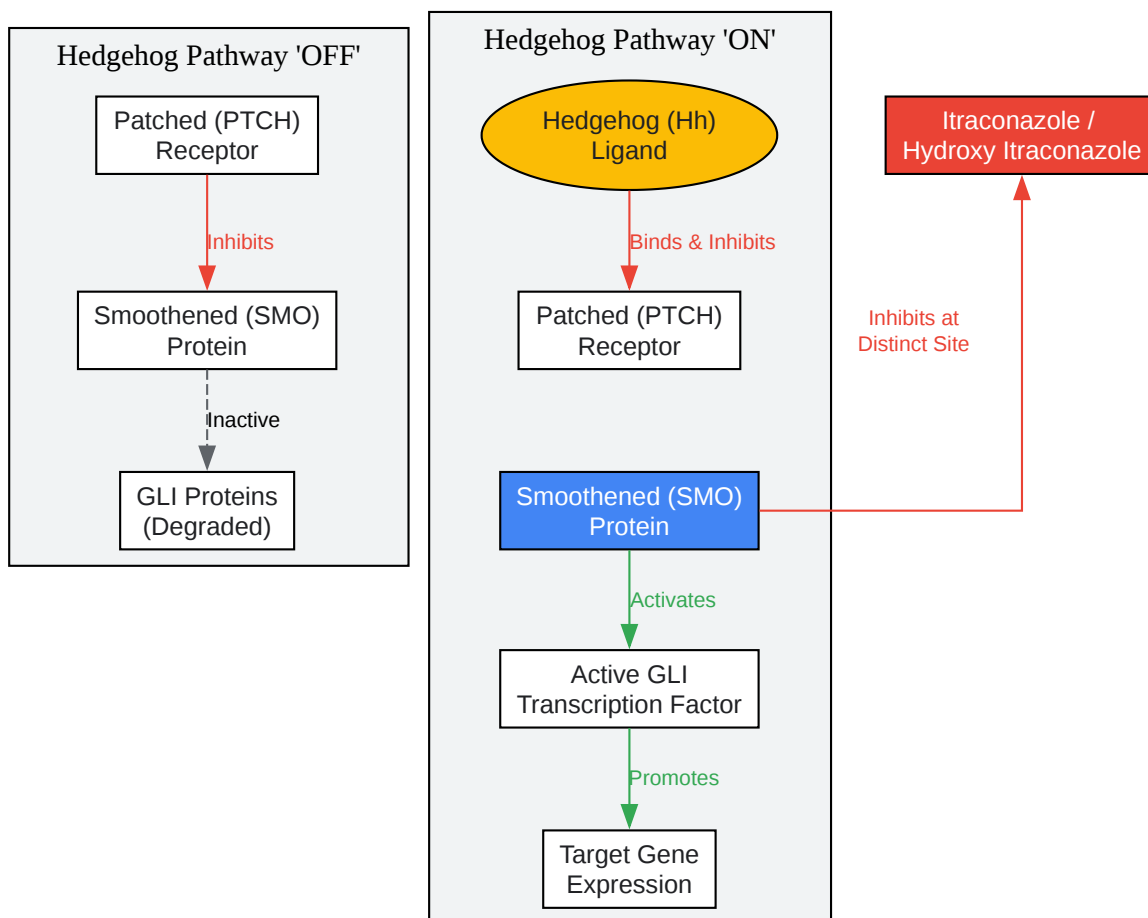 Hedgehog Pathway 'OFF'
Patched (PTCH)
Receptor
Inhibits
Smoothened (SMO)
Protein
Inactive
GLI Proteins
(Degraded)
Hedgehog Pathway 'ON'
Hedgehog (Hh)
Ligand
Binds & Inhibits
Patched (PTCH)
Receptor
Smoothened (SMO)
Protein
Activates
Active GLI
Transcription Factor
Promotes
Target Gene
Expression
Itraconazole /
Hydroxy Itraconazole
Inhibits at
Distinct Site